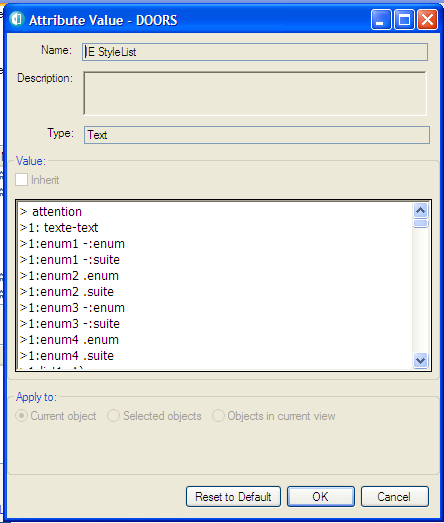 Attribute Value - DOORS
Name:
IE StyleList
Description:
Type:
Text
Value:
Inherit
> attention
>1: texte-text
>1:enum1 -:enum
>1:enum1 -:suite
>1:enum2 .enum
>1:enum2 .suite
>1:enum3 -:enum
>1:enum3 -:suite
>1:enum4 .enum
>1:enum4 .suite
Apply to:
Current object
Selected objects
Objects in current view
Reset to Default
OK
Cancel